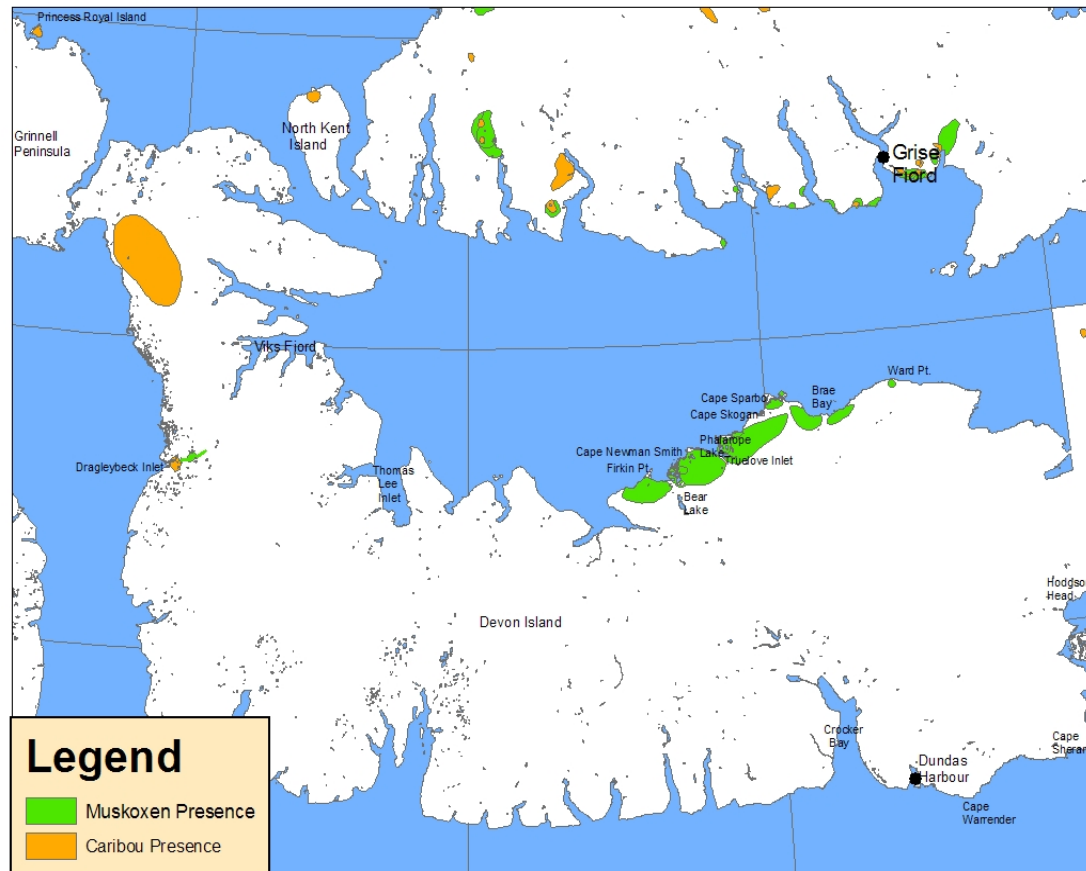 Princess Royal Island
Grinnell
Peninsula
North Kent
Island
Grise
Fiord
Viks Fjord
Ward Pt.
Brae
Bay
Cape Sparbo
Cape Skogan
Phalarope
Lake
Truelove Inlet
Cape Newman Smith
Firkin Pt.
Bear
Lake
Dragleybeck Inlet
Thomas
Lee
Inlet
Devon Island
Hodgson
Head
Crocker
Bay
Dundas
Harbour
Cape
Sherar
Cape
Warrender
Legend
Muskoxen Presence
Caribou Presence